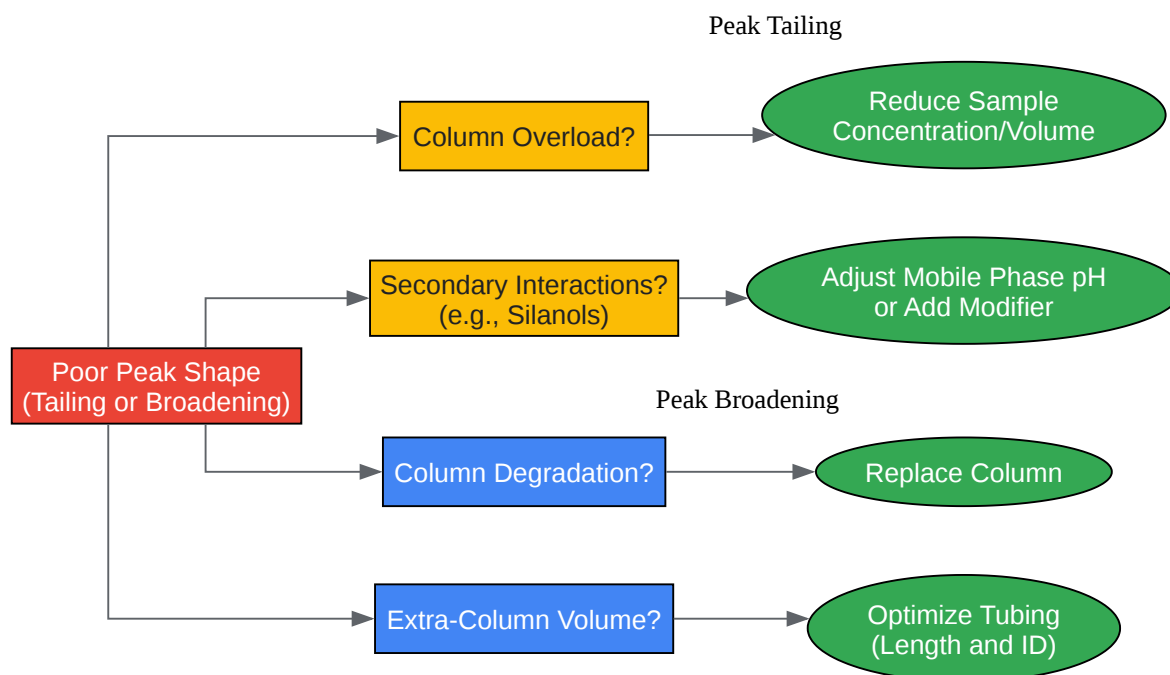 Peak Tailing
Column Overload?
Reduce Sample
Concentration/Volume
Secondary Interactions?
(e.g., Silanols)
Adjust Mobile Phase pH
or Add Modifier
Poor Peak Shape
(Tailing or Broadening)
Peak Broadening
Column Degradation?
Replace Column
Extra-Column Volume?
Optimize Tubing
(Length and ID)